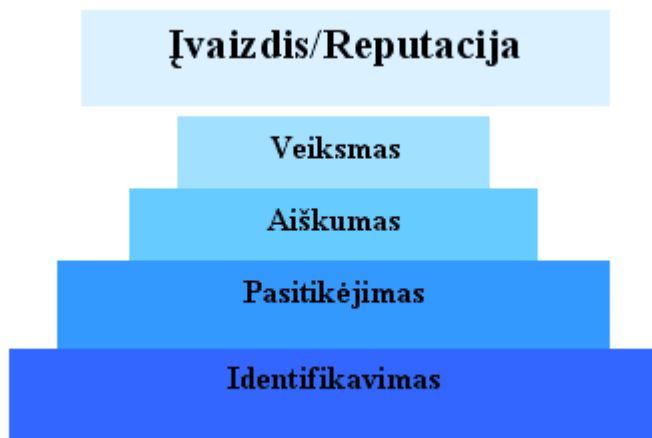 Įvaizdis/Reputacija
Veiksmas
Aiškumas
Pasitikėjimas
Identifikavimas